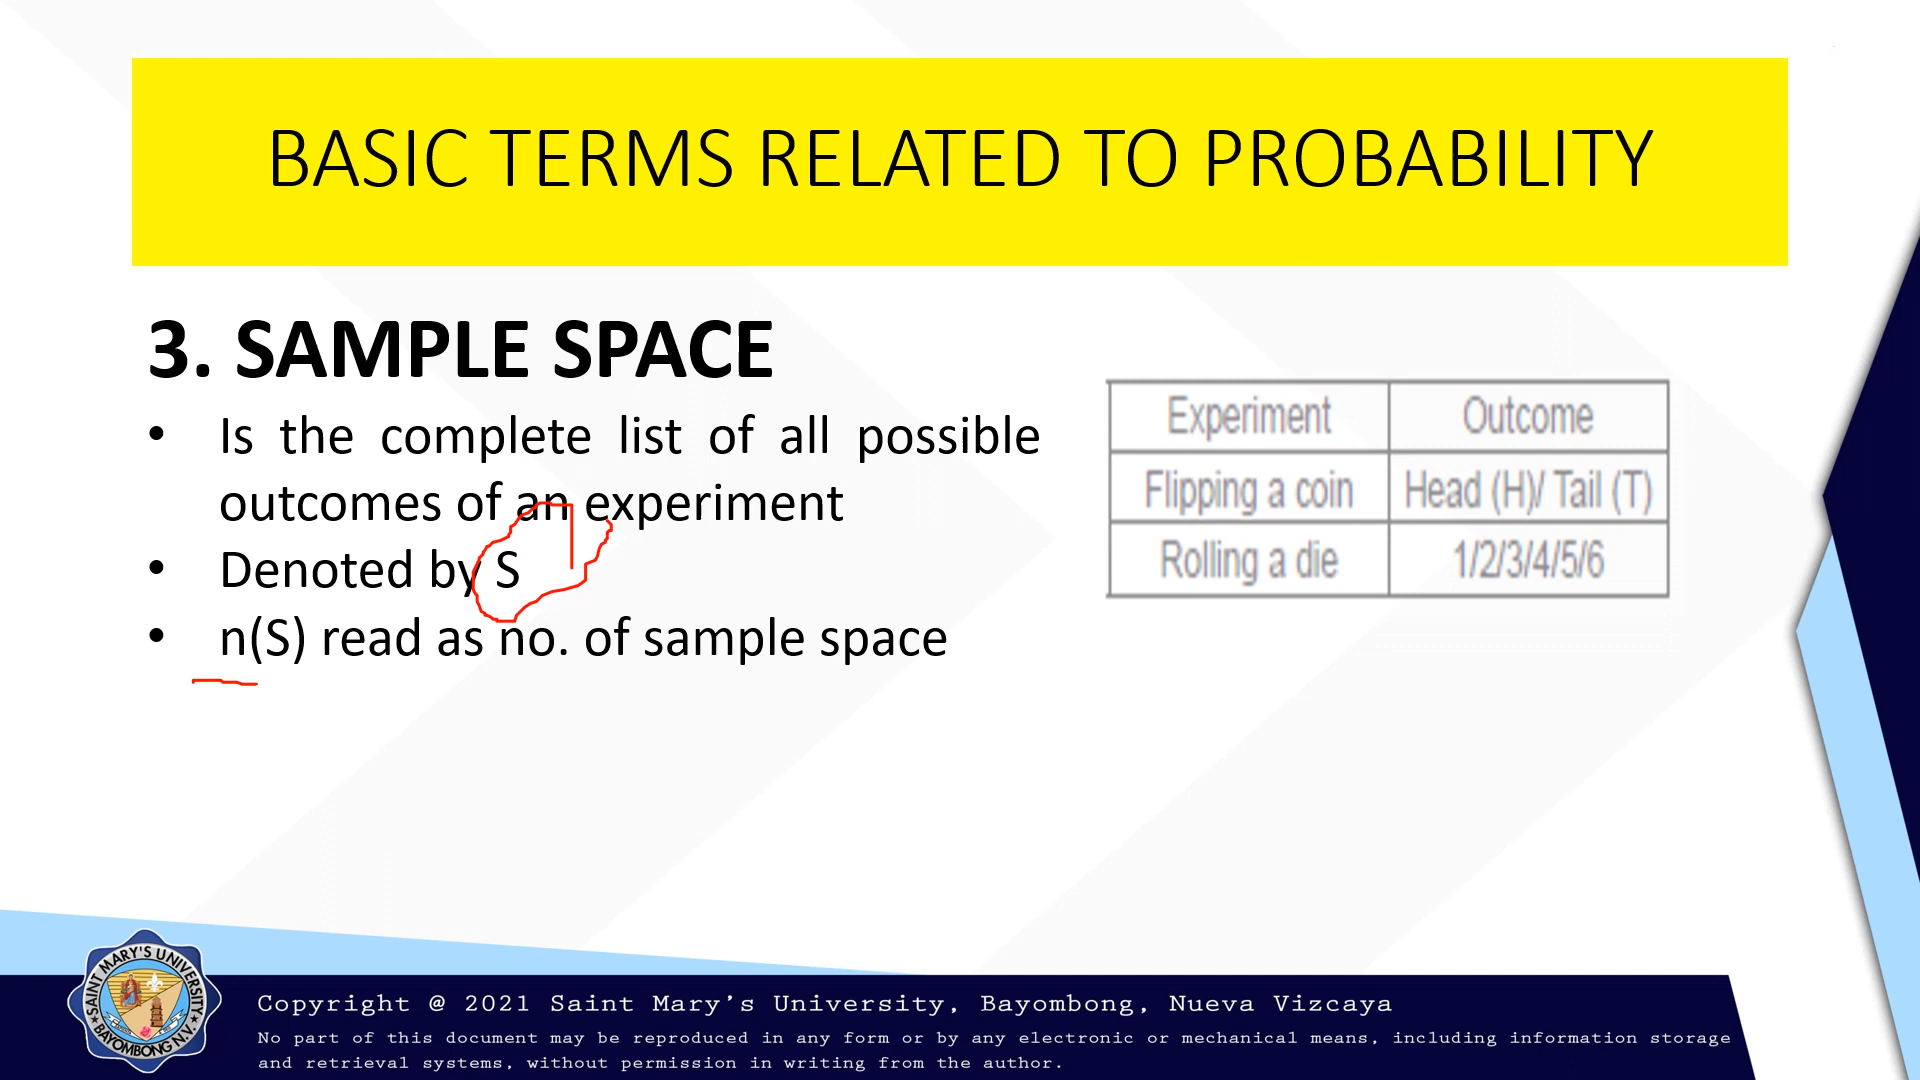 BASIC TERMS RELATED TO PROBABILITY
3. SAMPLE SPACE
• Is the complete list of all possible
outcomes of an experiment
• Denoted by S
• n(S) read as no. of sample space
Experiment Outcome
Flipping a coin Head (H)/ Tail (T)
Rolling a die 1/2/3/4/5/6
SAINT MARY'S UNIVERSITY
★ BAYOMBONG N.V. ★
Copyright @ 2021 Saint Mary’s University, Bayombong, Nueva Vizcaya
No part of this document may be reproduced in any form or by any electronic or mechanical means, including information storage
and retrieval systems, without permission in writing from the author.